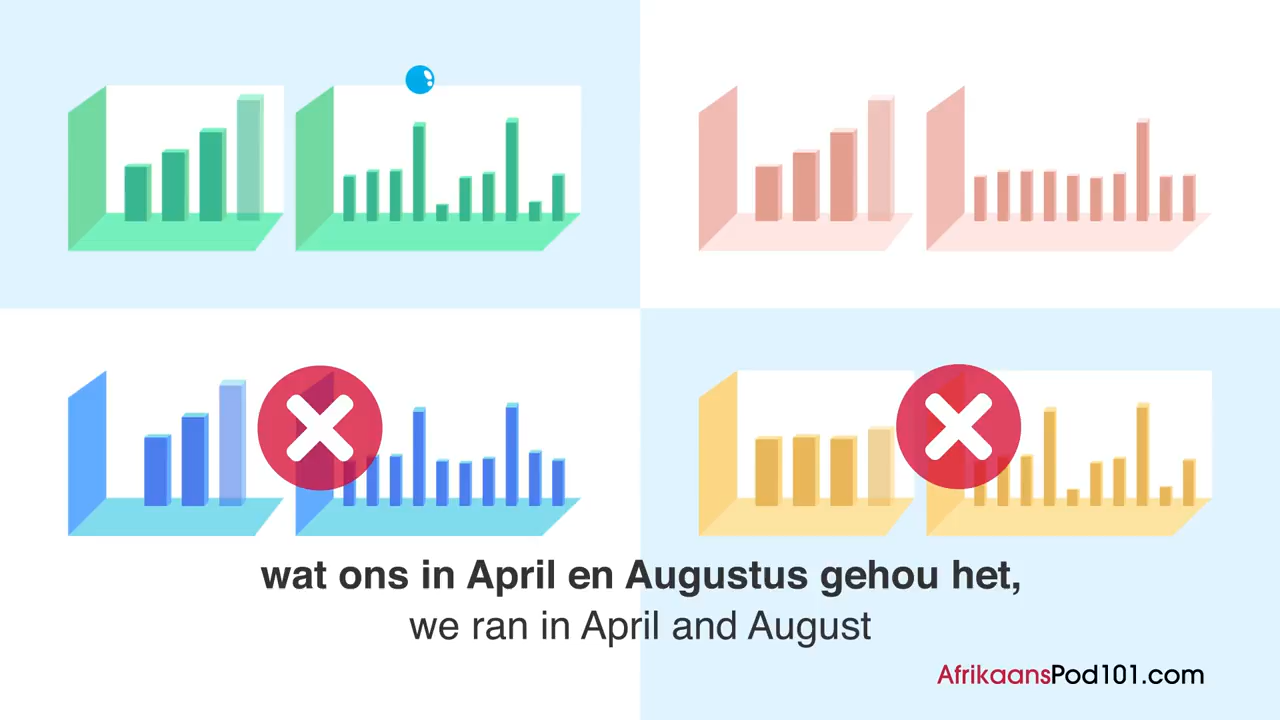 wat ons in April en Augustus gehou het,
we ran in April and August
AfrikaansPod101.com